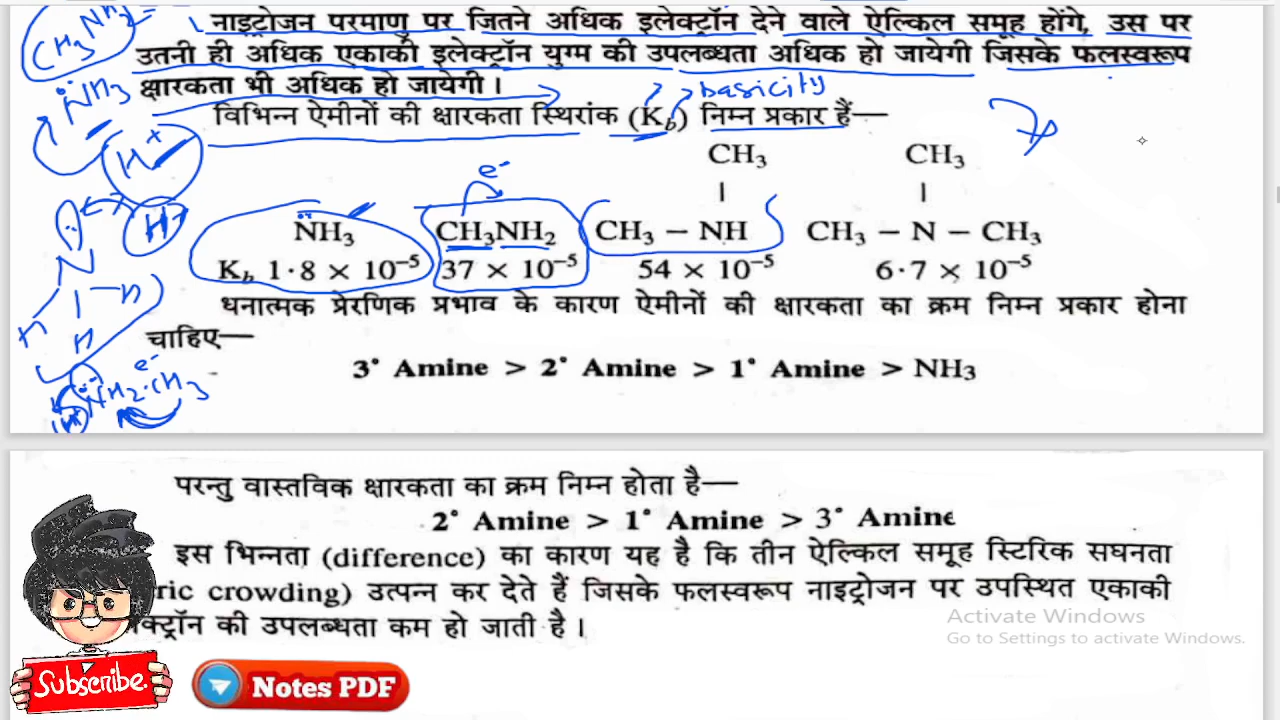 CH3NH2
नाइट्रोजन परमाणु पर जितने अधिक इलेक्ट्रॉन देने वाले ऐल्किल समूह होंगे, उस पर
उतनी ही अधिक एकाकी इलेक्ट्रॉन युग्म की उपलब्धता अधिक हो जायेगी जिसके फलस्वरूप
NH3 क्षारकता भी अधिक हो जायेगी। basicity
विभिन्न ऐमीनों की क्षारकता स्थिरांक (Kb) निम्न प्रकार हैं—
H+
CH3 CH3
e-
H+
NH3 CH3NH2 CH3 – NH CH3 – N – CH3
Kb 1·8 × 10–5 37 × 10–5 54 × 10–5 6·7 × 10–5
N
धनात्मक प्रेरणिक प्रभाव के कारण ऐमीनों की क्षारकता का क्रम निम्न प्रकार होना
चाहिए—
3° Amine > 2° Amine > 1° Amine > NH3
e-
NH2·CH3
H+
परन्तु वास्तविक क्षारकता का क्रम निम्न होता है—
2° Amine > 1° Amine > 3° Amine
इस भिन्नता (difference) का कारण यह है कि तीन ऐल्किल समूह स्टिरिक सघनता
ric crowding) उत्पन्न कर देते हैं जिसके फलस्वरूप नाइट्रोजन पर उपस्थित एकाकी
क्ट्रॉन की उपलब्धता कम हो जाती है।
Activate Windows
Go to Settings to activate Windows.
Subscribe.
Notes PDF